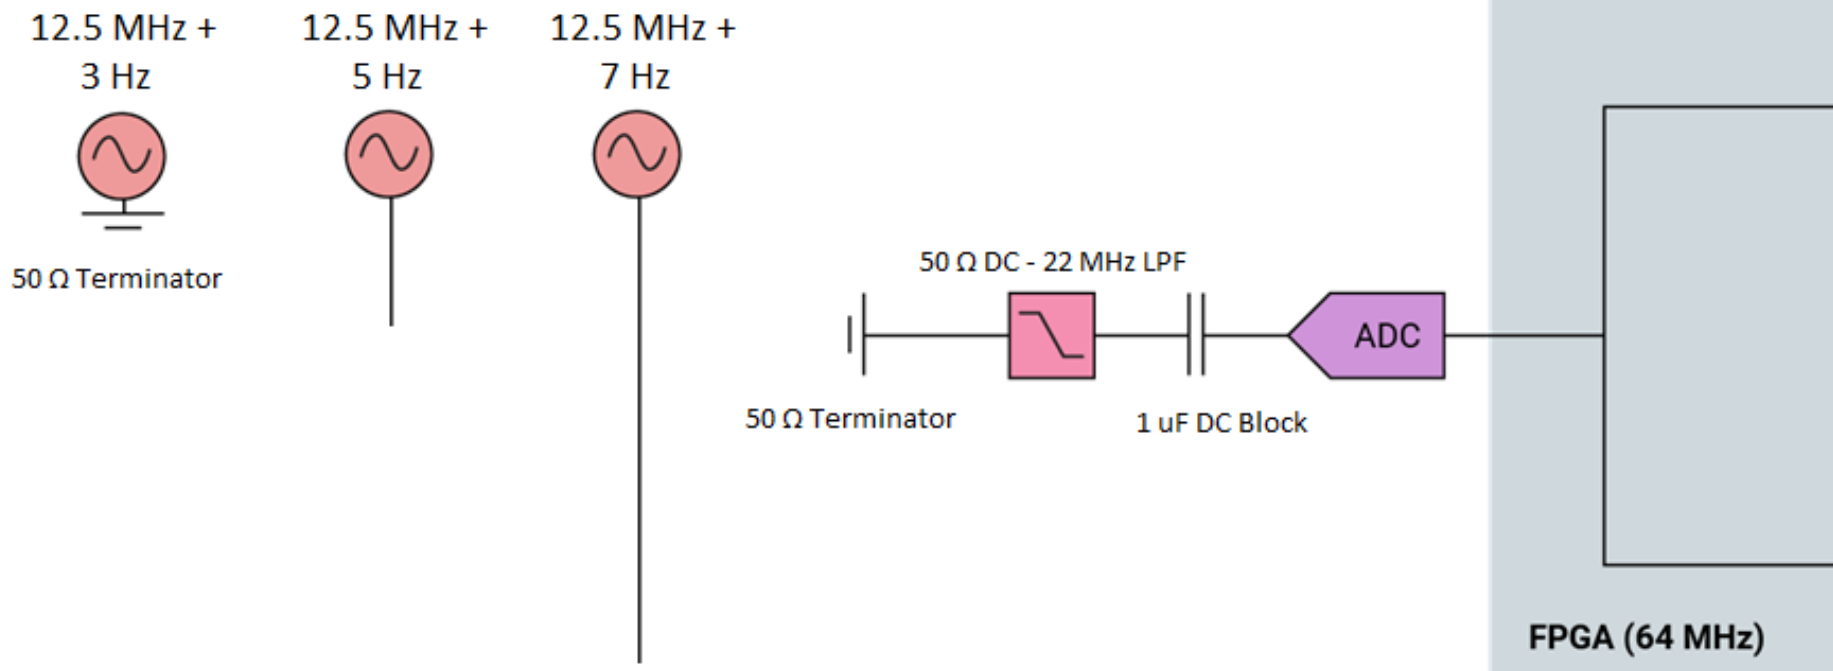 12.5 MHz +
3 Hz
12.5 MHz +
5 Hz
12.5 MHz +
7 Hz
50 Ω Terminator
50 Ω DC - 22 MHz LPF
ADC
50 Ω Terminator
1 uF DC Block
FPGA (64 MHz)